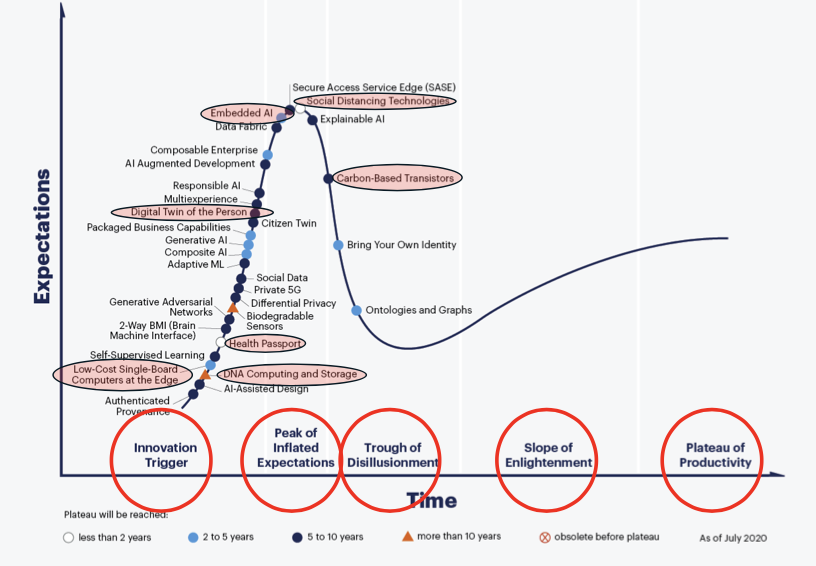 Secure Access Service Edge (SASE)
Social Distancing Technologies
Embedded AI
Explainable AI
Data Fabric
Composable Enterprise
AI Augmented Development
Carbon-Based Transistors
Responsible AI
Multiexperience
Digital Twin of the Person
Citizen Twin
Packaged Business Capabilities
Generative AI
Bring Your Own Identity
Composite AI
Adaptive ML
Social Data
Private 5G
Differential Privacy
Generative Adversarial
Networks
Biodegradable
Sensors
Ontologies and Graphs
2-Way BMI (Brain
Machine Interface)
Health Passport
Self-Supervised Learning
Low-Cost Single-Board
Computers at the Edge
DNA Computing and Storage
AI-Assisted Design
Authenticated
Provenance
Expectations
Innovation
Trigger
Peak of
Inflated
Expectations
Trough of
Disillusionment
Slope of
Enlightenment
Plateau of
Productivity
Time
Plateau will be reached:
less than 2 years
2 to 5 years
5 to 10 years
more than 10 years
obsolete before plateau
As of July 2020